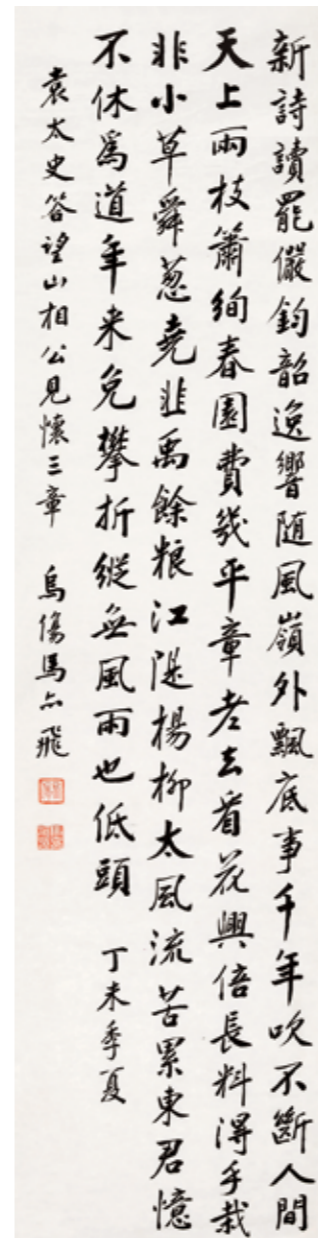 新詩讀罷儼鈞韶逸響随風嶺外飄底事千年吹不斷人間
天上兩枝簫絢春園費幾平章老去看花興倍長料得手栽
非小草舜葱堯韭禹餘粮江隄楊柳太風流苦累東君憶
不休爲道年来免攀折縱無風雨也低頭 丁未季夏
袁太史答望山相公見懷三章 烏傷馬亦飛